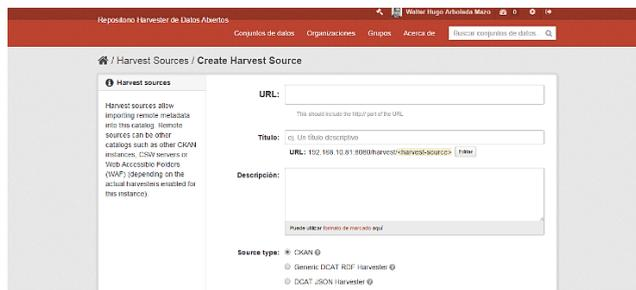 Repositorio Harvester de Datos Abiertos
Walter Hugo Arboleda Mazo 0
Conjuntos de datos Organizaciones Grupos Acerca de Buscar conjuntos de datos
/ Harvest Sources / Create Harvest Source
Harvest sources
Harvest sources allow
importing remote metadata
into this catalog. Remote
sources can be other
catalogs such as other CKAN
instances, CSW servers or
Web Accessible Folders
(WAF) (depending on the
actual harvesters enabled for
this instance).
URL:
This should include the http:// part of the URL
Título: ej. Un título descriptivo
URL: 192.168.10.81:8080/harvest/<harvest-source> Editar
Descripción:
Puede utilizar formato de marcado aquí
Source type: CKAN
Generic DCAT RDF Harvester
DCAT JSON Harvester